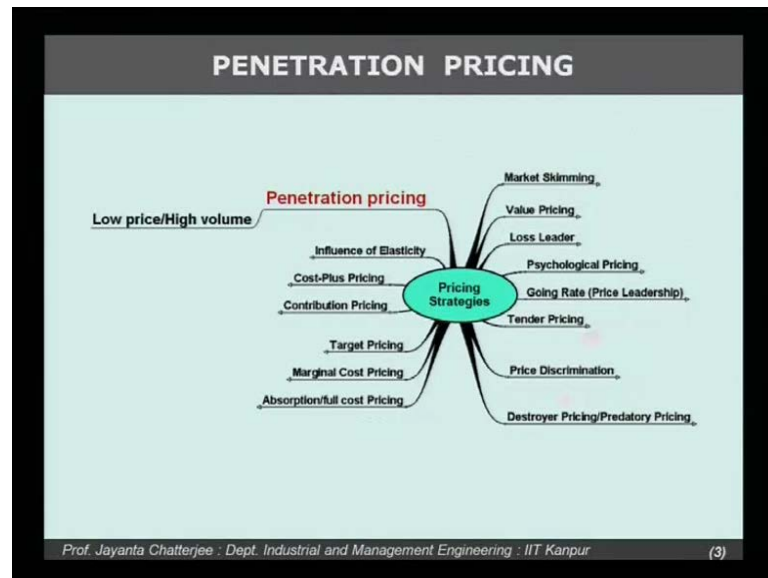 PENETRATION PRICING
Penetration pricing
Low price/High volume
Influence of Elasticity
Cost-Plus Pricing
Contribution Pricing
Target Pricing
Marginal Cost Pricing
Absorption/full cost Pricing
Pricing
Strategies
Market Skimming
Value Pricing
Loss Leader
Psychological Pricing
Going Rate (Price Leadership)
Tender Pricing
Price Discrimination
Destroyer Pricing/Predatory Pricing
Prof. Jayanta Chatterjee : Dept. Industrial and Management Engineering : IIT Kanpur (3)